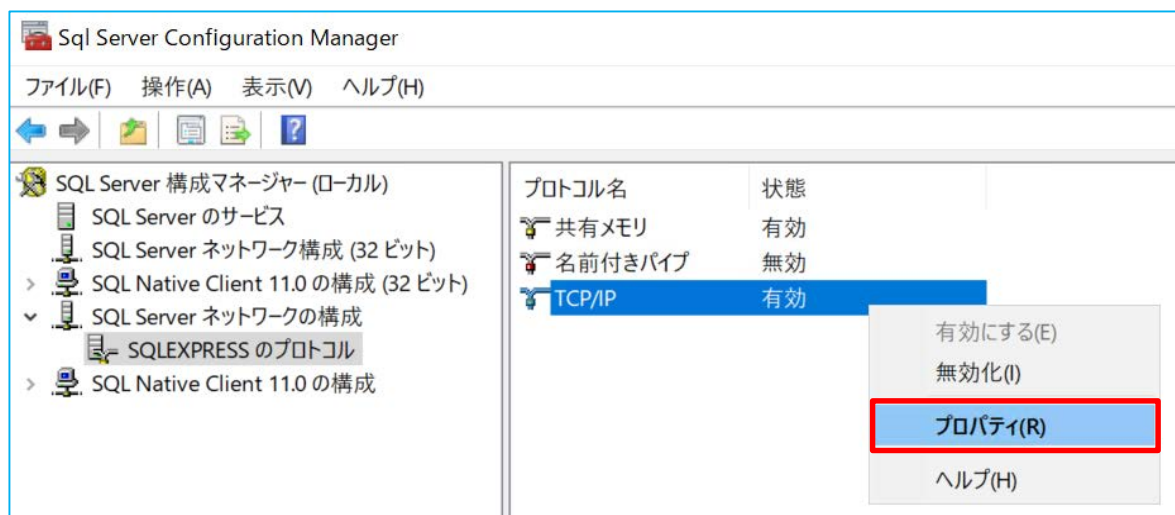 Sql Server Configuration Manager
ファイル(F) 操作(A) 表示(V) ヘルプ(H)
SQL Server 構成マネージャー (ローカル)
SQL Server のサービス
SQL Server ネットワーク構成 (32 ビット)
SQL Native Client 11.0 の構成 (32 ビット)
SQL Server ネットワークの構成
SQLEXPRESS のプロトコル
SQL Native Client 11.0 の構成
プロトコル名 状態
共有メモリ 有効
名前付きパイプ 無効
TCP/IP 有効
有効にする(E)
無効化(I)
プロパティ(R)
ヘルプ(H)